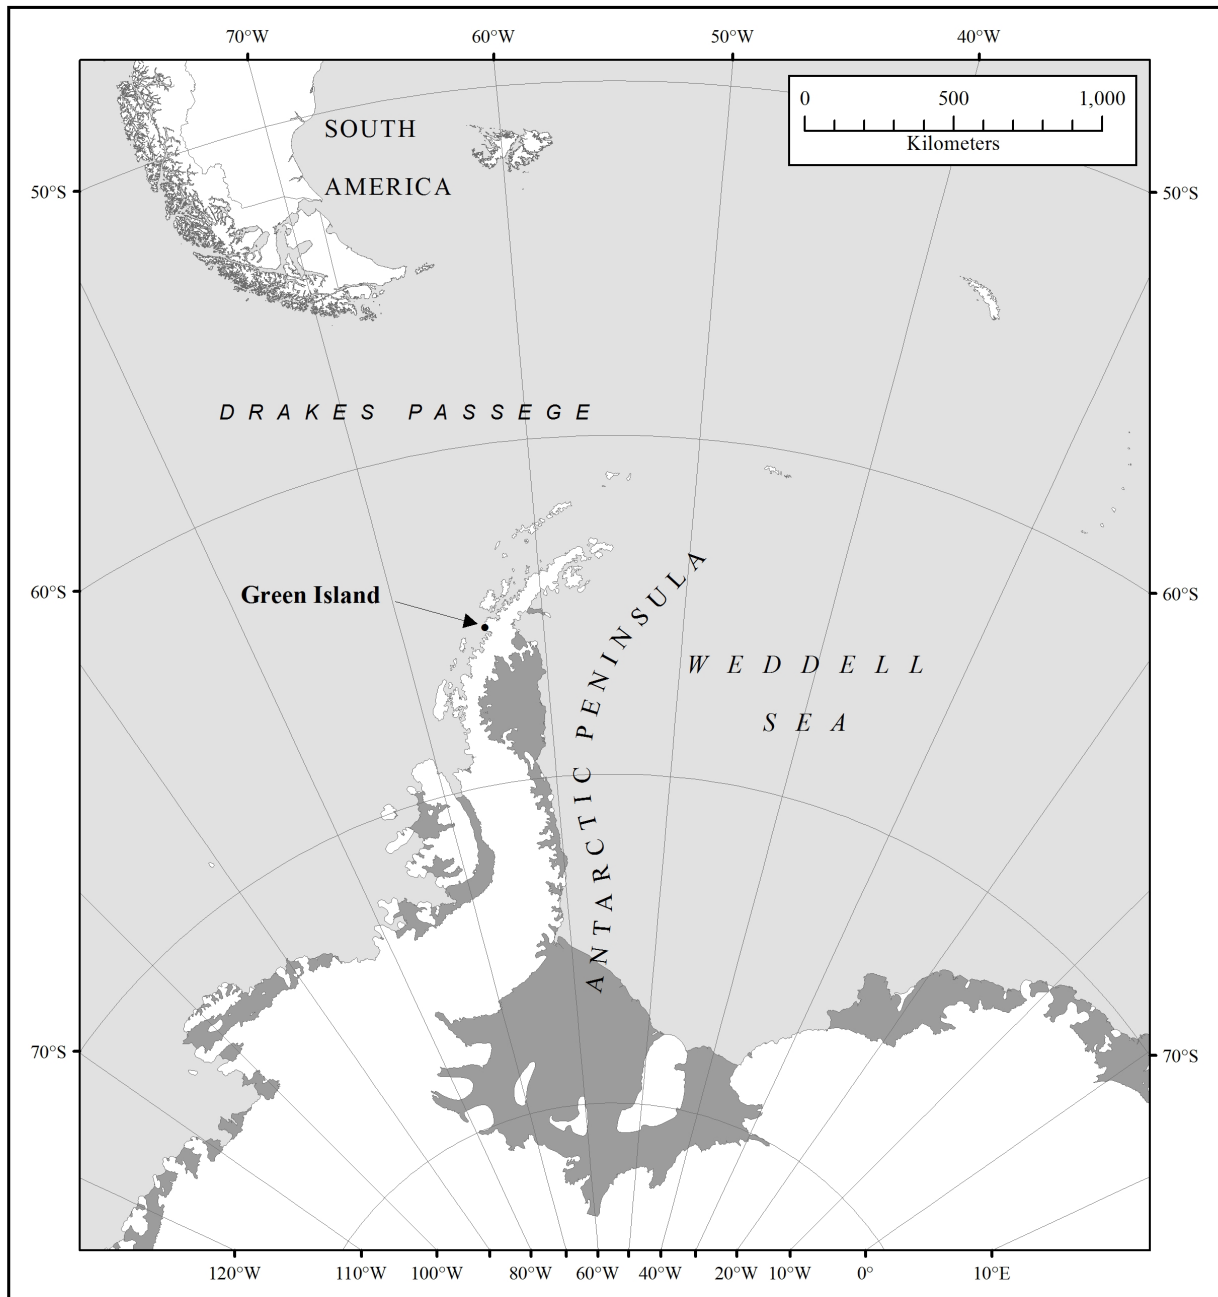 70°W 60°W 50°W 40°W
0 500 1,000
Kilometers
SOUTH
AMERICA
50°S 50°S
DRAKES PASSEGE
Green Island
60°S 60°S
ANTARCTIC PENINSULA
WEDDELL
SEA
70°S 70°S
120°W 110°W 100°W 80°W 60°W 40°W 20°W 10°W 0° 10°E